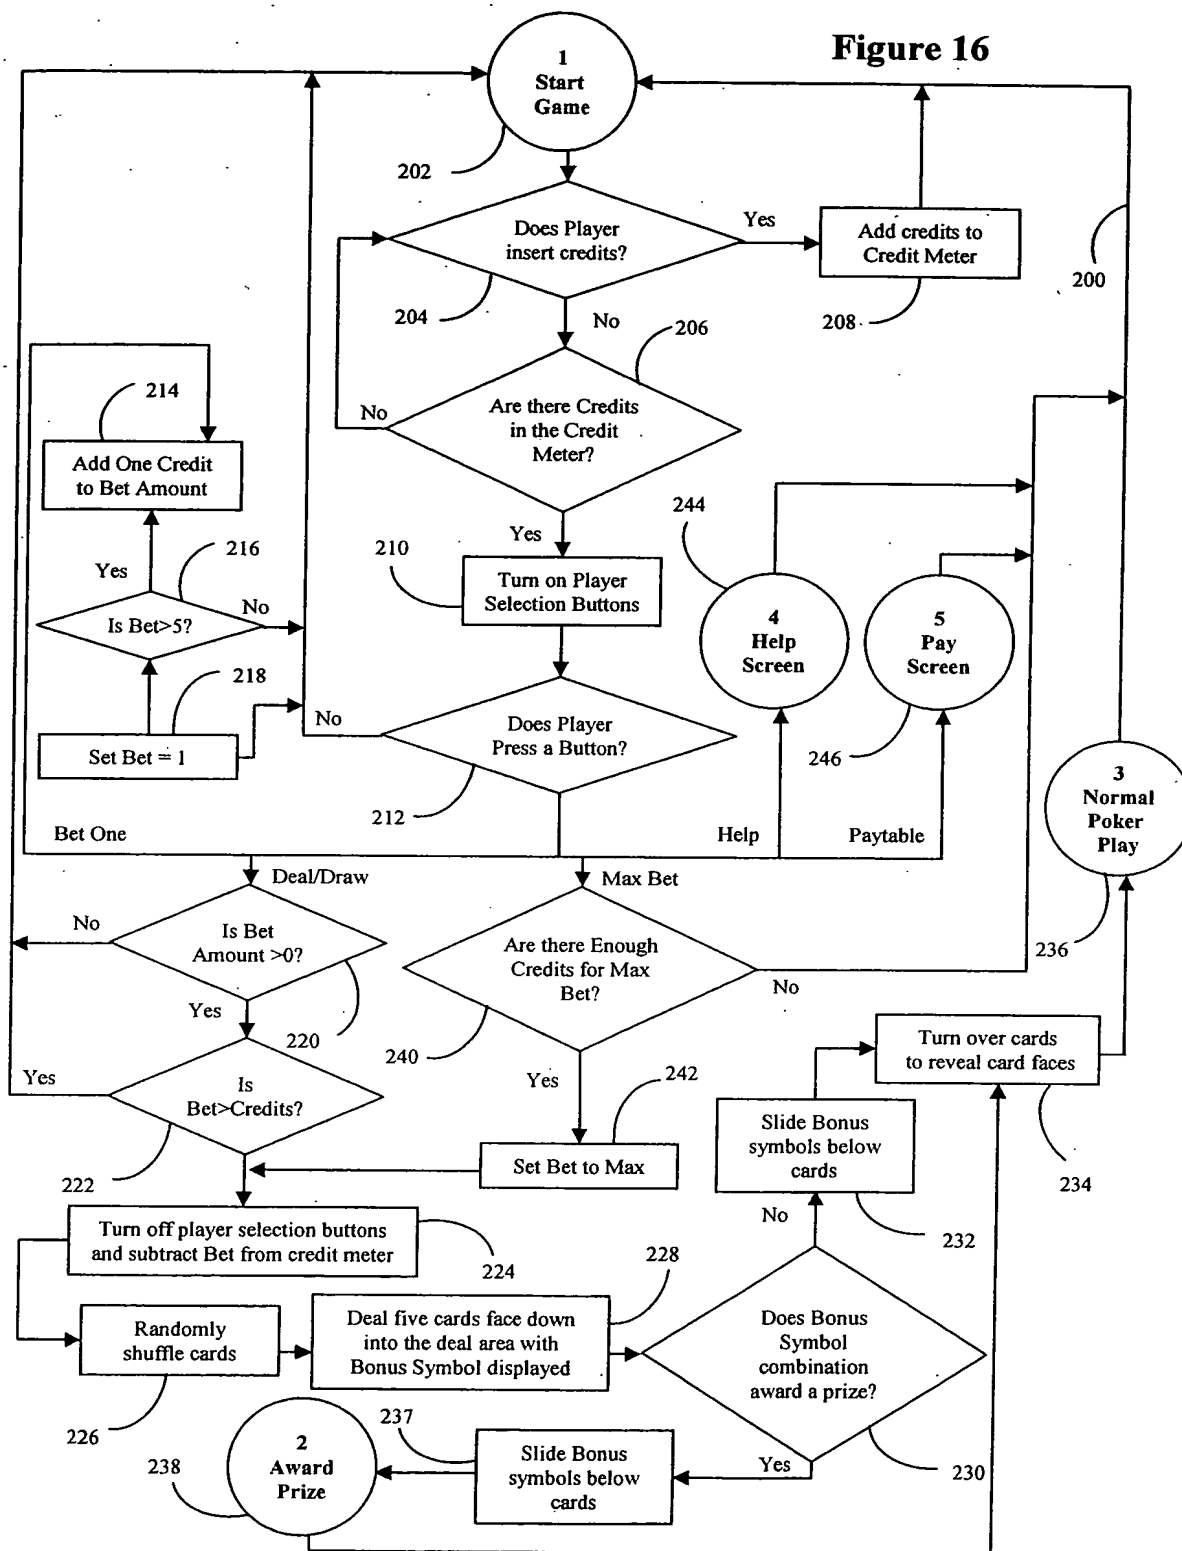 Figure 16
1
Start
Game
202
Does Player
insert credits?
Yes
Add credits to
Credit Meter
200
204
208
No
206
214
Are there Credits
in the Credit
Meter?
No
Add One Credit
to Bet Amount
244
Yes
216
210
Yes
Turn on Player
Selection Buttons
4
Help
Screen
5
Pay
Screen
Is Bet>5?
No
218
No
Does Player
Press a Button?
Set Bet = 1
246
3
Normal
Poker
Play
212
Bet One
Help
Paytable
Deal/Draw
Max Bet
No
Is Bet
Amount >0?
Are there Enough
Credits for Max
Bet?
236
No
Yes
220
240
Turn over cards
to reveal card faces
Yes
Is
Bet>Credits?
Yes
242
Slide Bonus
symbols below
cards
Set Bet to Max
222
234
No
232
Turn off player selection buttons
and subtract Bet from credit meter
224
228
Randomly
shuffle cards
Deal five cards face down
into the deal area with
Bonus Symbol displayed
Does Bonus
Symbol
combination
award a prize?
226
237
2
Award
Prize
Slide Bonus
symbols below
cards
Yes
230
238